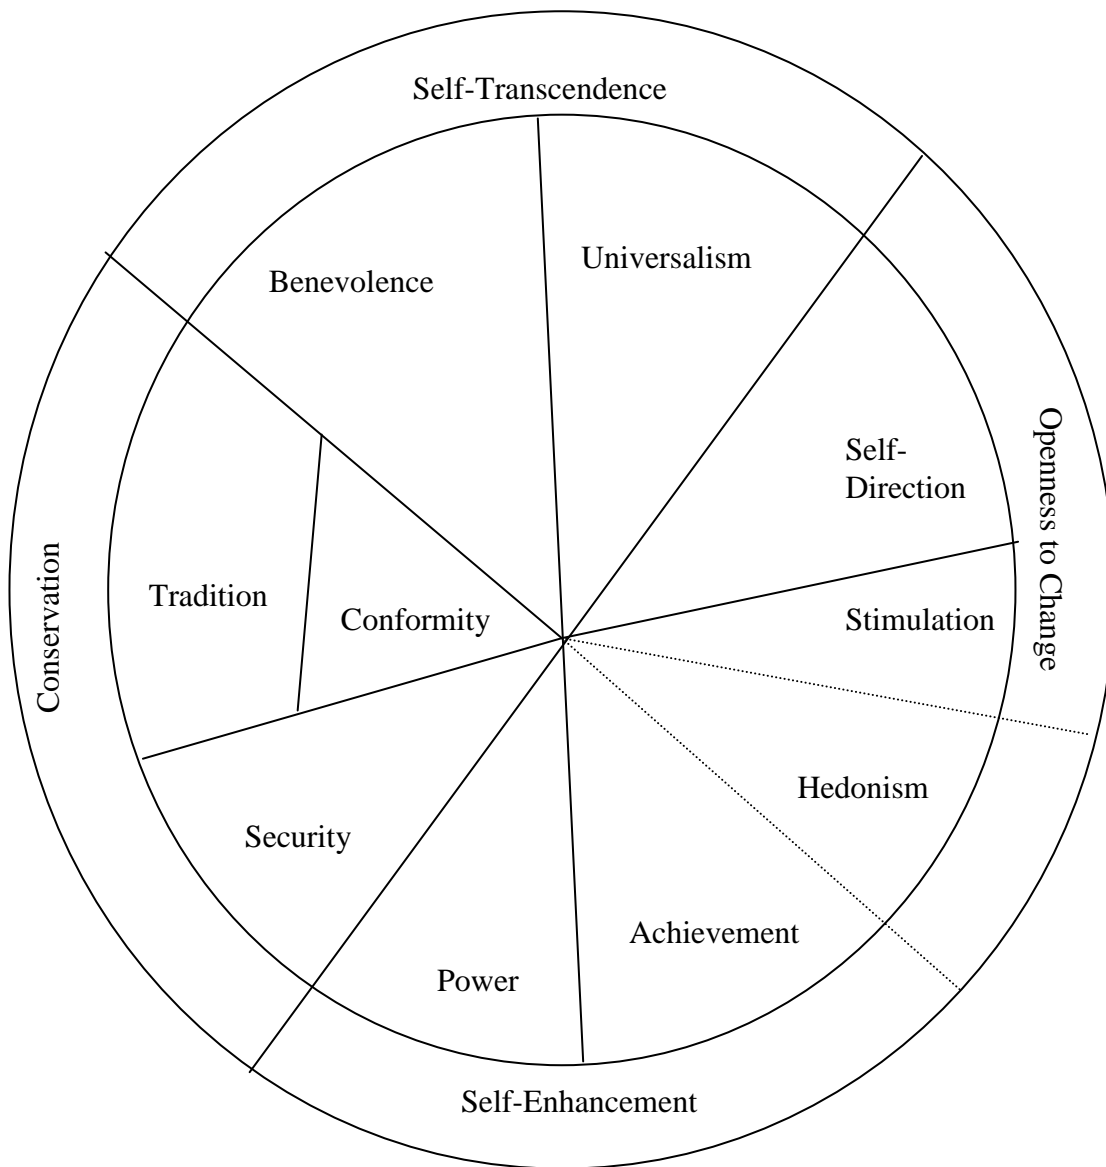 Self-Transcendence
Universalism
Benevolence
Self-
Direction
Openness to Change
Conservation
Tradition
Conformity
Stimulation
Hedonism
Security
Achievement
Power
Self-Enhancement